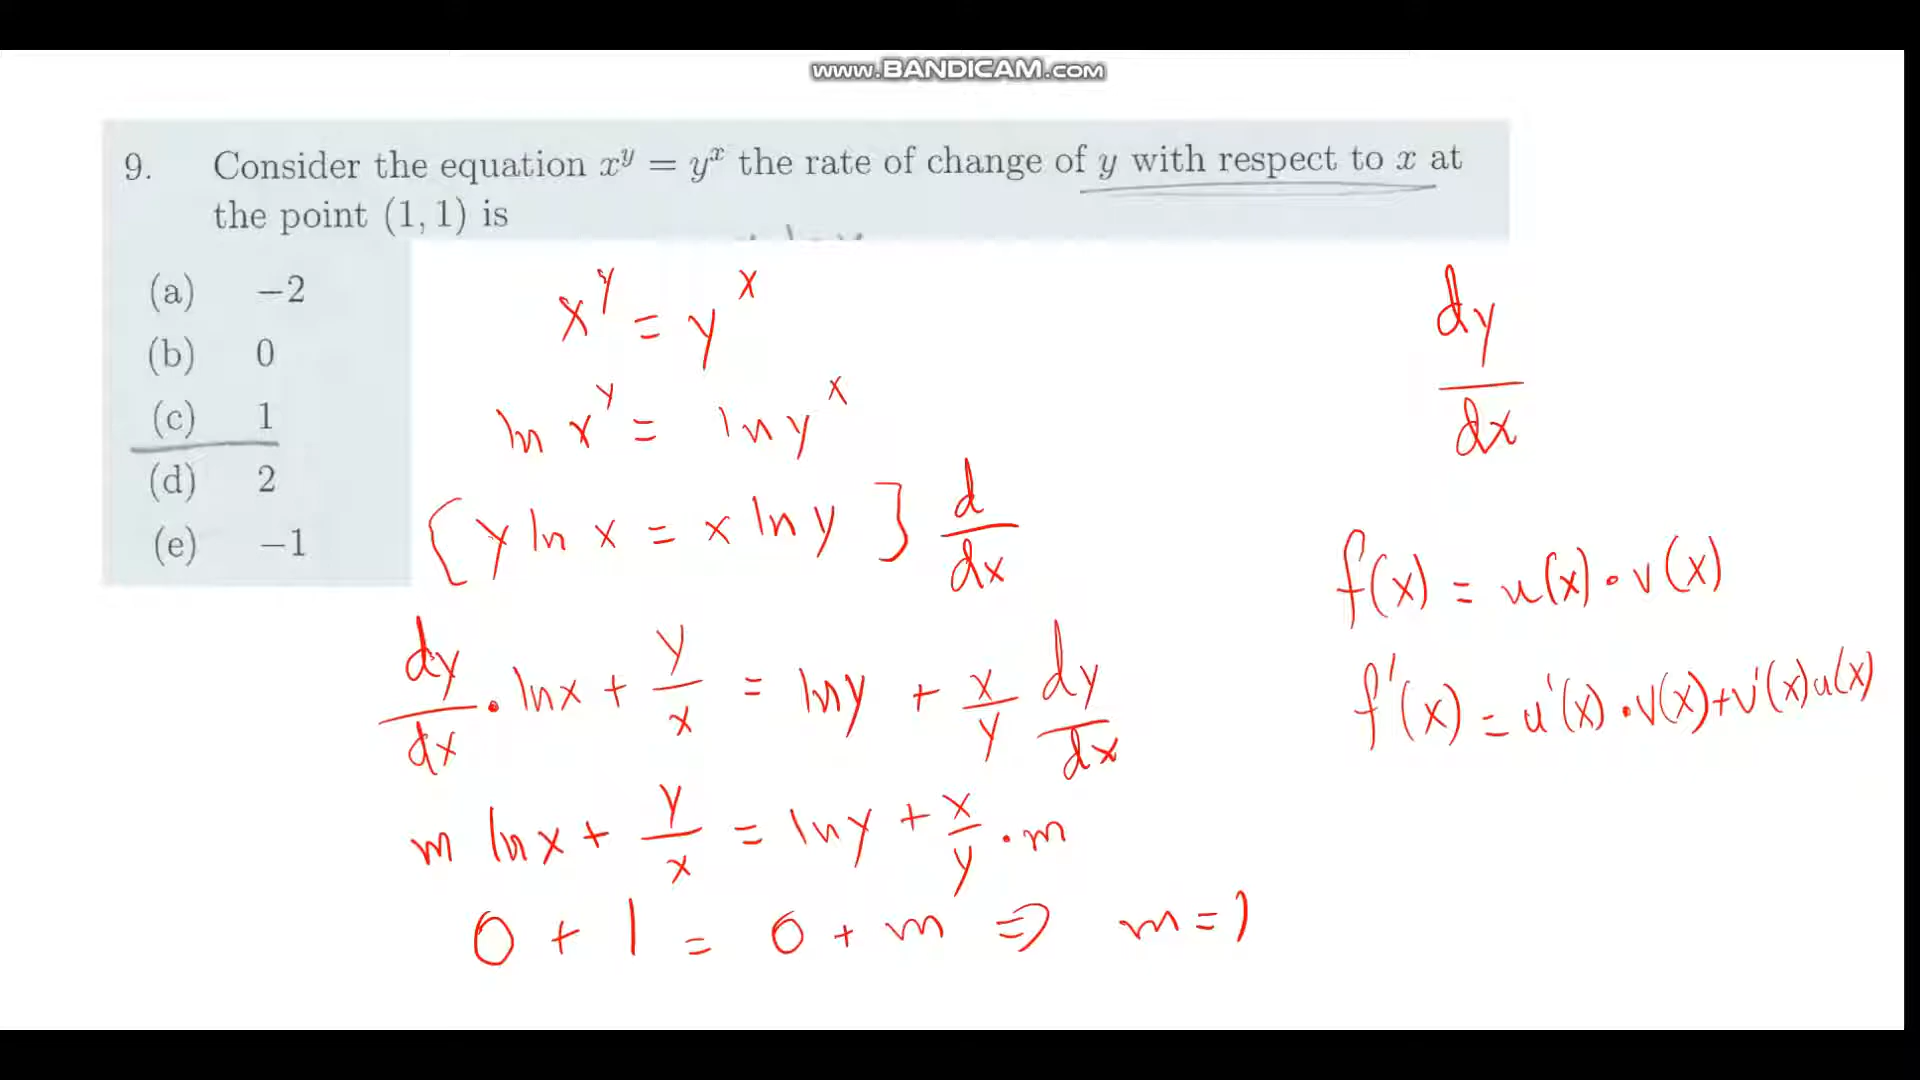 www.BANDICAM.com
9. Consider the equation x^y = y^x the rate of change of y with respect to x at
the point (1, 1) is
(a) −2
(b) 0
(c) 1
(d) 2
(e) −1
x^y = y^x
ln x^y = ln y^x
[y ln x = x ln y] d/dx
dy/dx · ln x + y/x = ln y + x/y dy/dx
m ln x + y/x = ln y + x/y · m
0 + 1 = 0 + m ⇒ m = 1
dy/dx
f(x) = u(x) · v(x)
f'(x) = u'(x) · v(x) + v'(x) u(x)